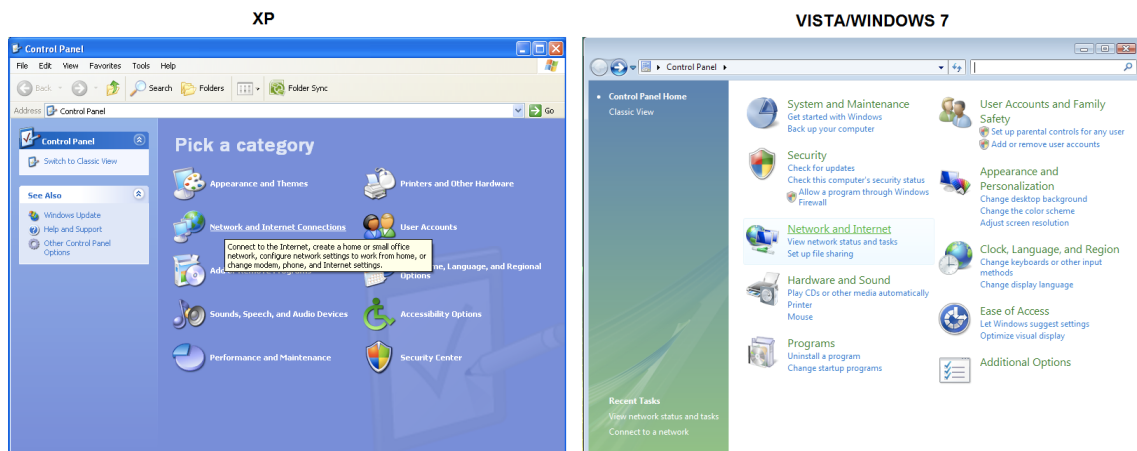 XP
VISTA/WINDOWS 7
Control Panel
File Edit View Favorites Tools Help
Back Search Folders Folder Sync
Address Control Panel Go
Control Panel
Switch to Classic View
See Also
Windows Update
Help and Support
Other Control Panel
Options
Pick a category
Appearance and Themes
Printers and Other Hardware
Network and Internet Connections
User Accounts
Connect to the Internet, create a home or small office
network, configure network settings to work from home, or
change modem, phone, and Internet settings.
Language, and Regional
Options
Sounds, Speech, and Audio Devices
Accessibility Options
Performance and Maintenance
Security Center
Control Panel
Control Panel Home
Classic View
Recent Tasks
View network status and tasks
Connect to a network
System and Maintenance
Get started with Windows
Back up your computer
Security
Check for updates
Check this computer's security status
Allow a program through Windows
Firewall
Network and Internet
View network status and tasks
Set up file sharing
Hardware and Sound
Play CDs or other media automatically
Printer
Mouse
Programs
Uninstall a program
Change startup programs
User Accounts and Family
Safety
Set up parental controls for any user
Add or remove user accounts
Appearance and
Personalization
Change desktop background
Change the color scheme
Adjust screen resolution
Clock, Language, and Region
Change keyboards or other input
methods
Change display language
Ease of Access
Let Windows suggest settings
Optimize visual display
Additional Options